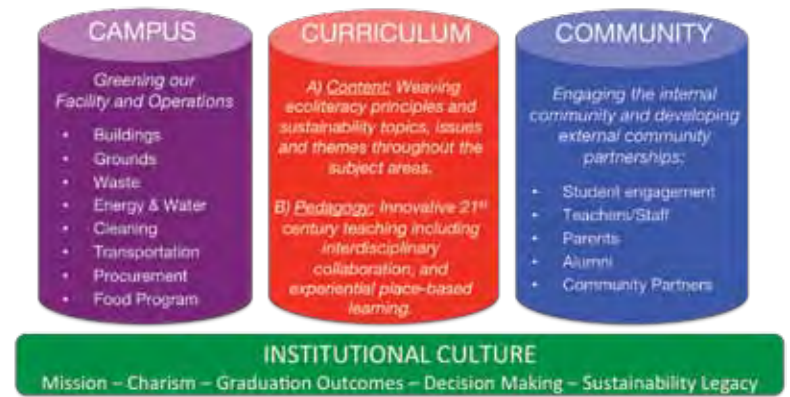 CAMPUS
Greening our
Facility and Operations
• Buildings
• Grounds
• Waste
• Energy & Water
• Cleaning
• Transportation
• Procurement
• Food Program
CURRICULUM
A) Content: Weaving
ecoliteracy principles and
sustainability topics, issues
and themes throughout the
subject areas.
B) Pedagogy: Innovative 21st
century teaching including
interdisciplinary
collaboration, and
experiential place-based
learning.
COMMUNITY
Engaging the internal
community and developing
external community
partnerships:
• Student engagement
• Teachers/Staff
• Parents
• Alumni
• Community Partners
INSTITUTIONAL CULTURE
Mission – Charism – Graduation Outcomes – Decision Making – Sustainability Legacy